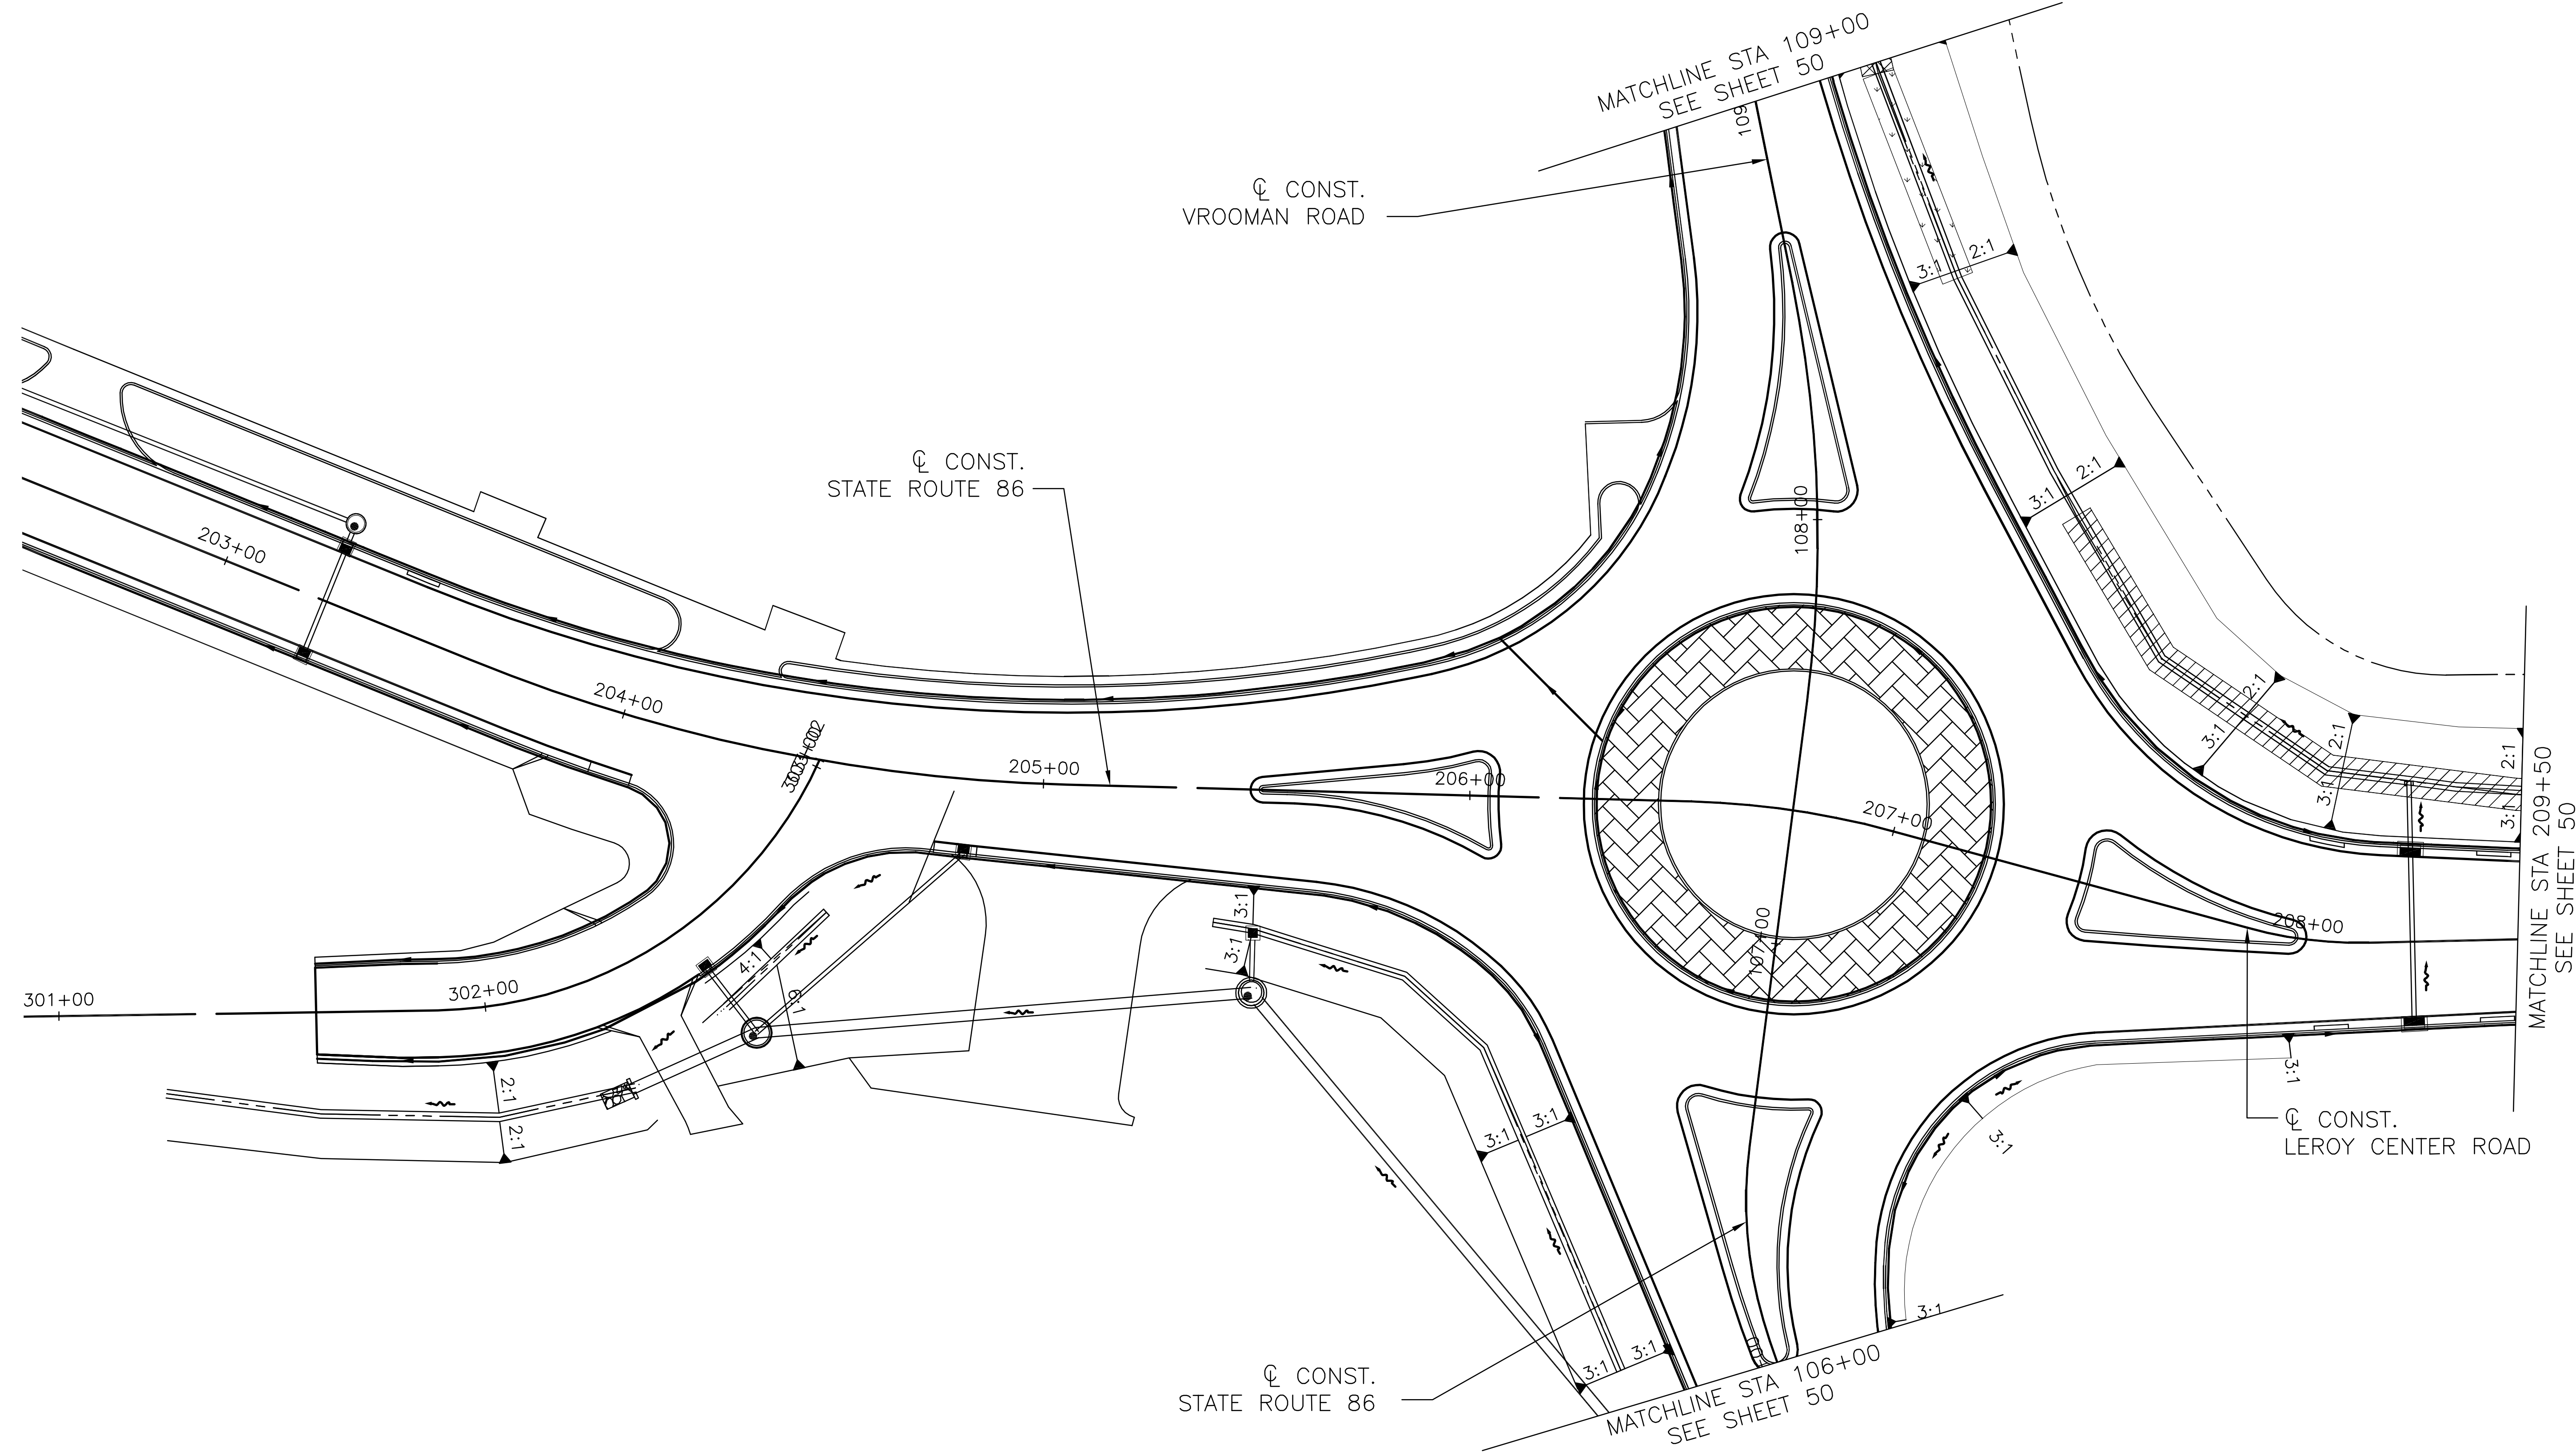 MATCHLINE STA 109+00
SEE SHEET 50
109
℄ CONST.
VROOMAN ROAD
2:1
3:1
℄ CONST.
STATE ROUTE 86
2:1
3:1
108+00
203+00
204+00
205+00
206+00
207+00
208+00
2:1
3:1
2:1
3:1
2:1
3:1
MATCHLINE STA 209+50
SEE SHEET 50
107+00
3:1
3:1
4:1
6:1
301+00
302+00
2:1
2:1
3:1
3:1
3:1
3:1
℄ CONST.
LEROY CENTER ROAD
3:1
3:1
3:1
℄ CONST.
STATE ROUTE 86
MATCHLINE STA 106+00
SEE SHEET 50